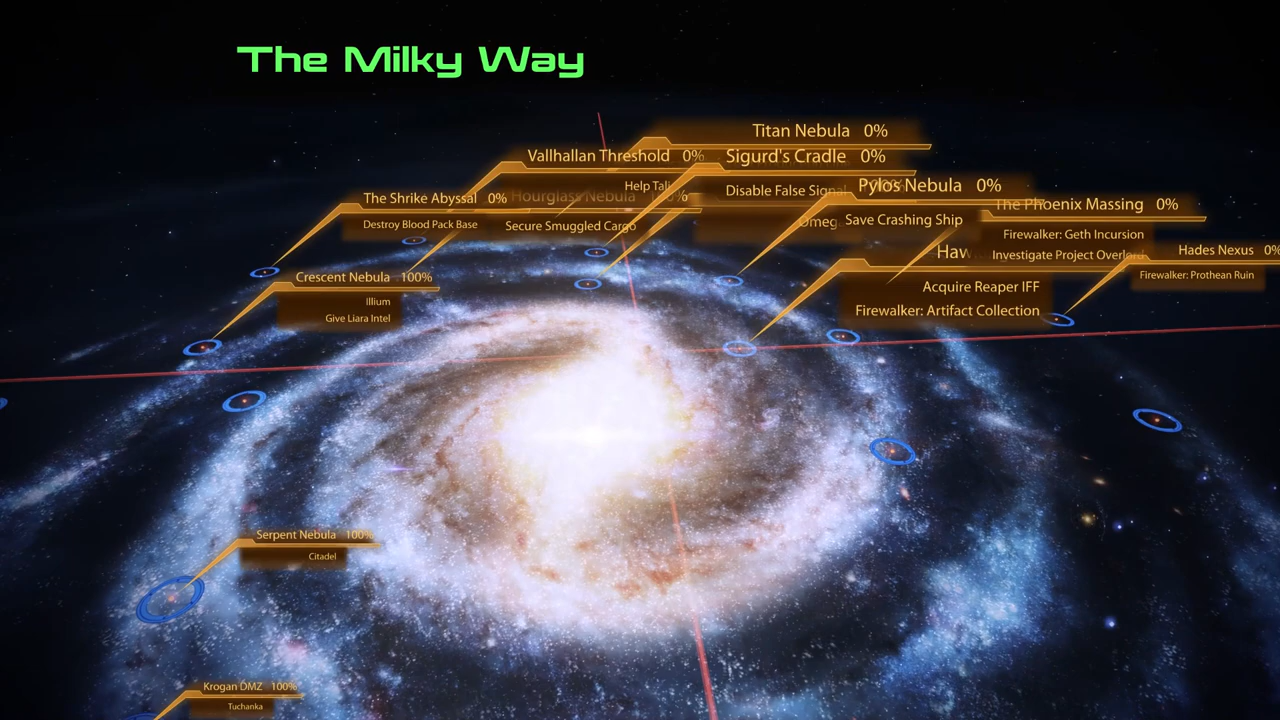 The Milky Way
Titan Nebula 0%
Vallhallan Threshold 0%
Help Tali
Sigurd's Cradle 0%
Disable False Signal
The Shrike Abyssal 0%
Destroy Blood Pack Base
Hourglass Nebula
Secure Smuggled Cargo
Pylos Nebula 0%
Save Crashing Ship
The Phoenix Massing 0%
Firewalker: Geth Incursion
Investigate Project Overlord
Hades Nexus 0%
Firewalker: Prothean Ruin
Acquire Reaper IFF
Firewalker: Artifact Collection
Crescent Nebula 100%
Illium
Give Liara Intel
Serpent Nebula 100%
Citadel
Krogan DMZ 100%
Tuchanka